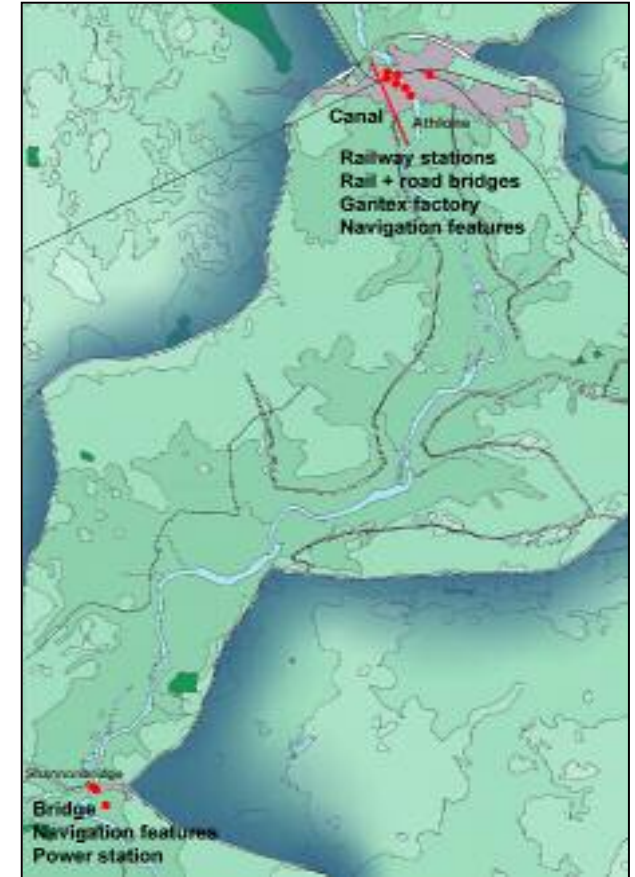 Canal
Athlone
Railway stations
Rail + road bridges
Gantex factory
Navigation features
Shannonbridge
Bridge
Navigation features
Power station